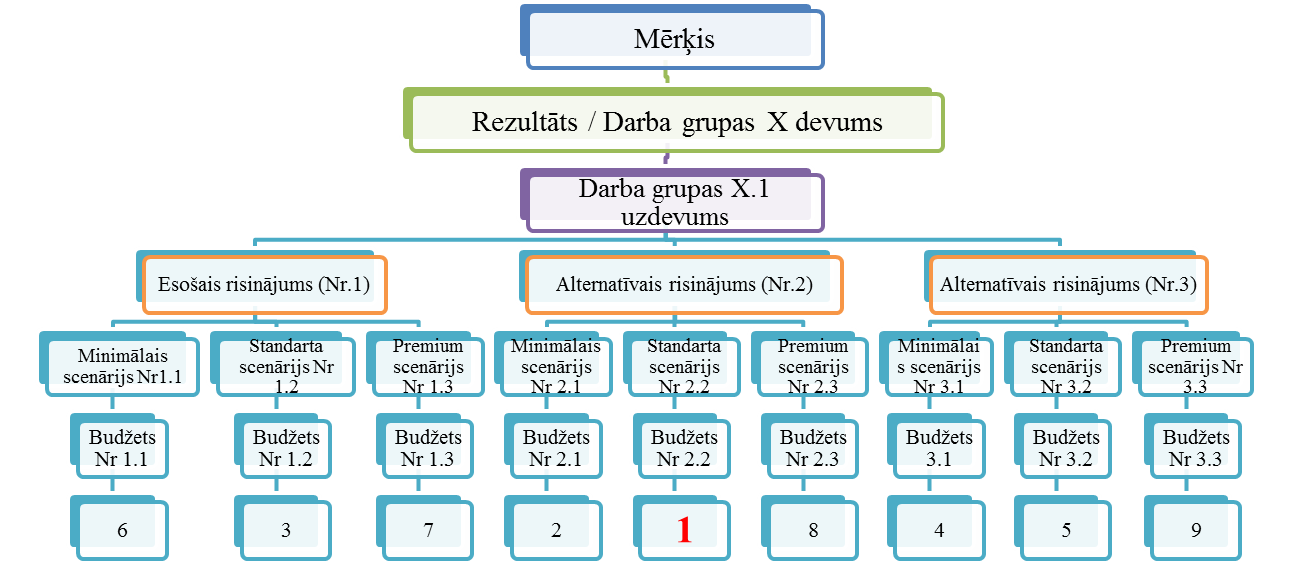 Mērķis
Rezultāts / Darba grupas X devums
Darba grupas X.1
uzdevums
Esošais risinājums (Nr.1)
Alternatīvais risinājums (Nr.2)
Alternatīvais risinājums (Nr.3)
Minimālais
scenārijs Nr1.1
Standarta
scenārijs Nr
1.2
Premium
scenārijs
Nr 1.3
Minimālais
scenārijs
Nr 2.1
Standarta
scenārijs
Nr 2.2
Premium
scenārijs
Nr 2.3
Minimālai
s scenārijs
Nr 3.1
Standarta
scenārijs
Nr 3.2
Premium
scenārijs Nr
3.3
Budžets
Nr 1.1
Budžets
Nr 1.2
Budžets
Nr 1.3
Budžets
Nr 2.1
Budžets
Nr 2.2
Budžets
Nr 2.3
Budžets
3.1
Budžets
Nr 3.2
Budžets
Nr 3.3
6
3
7
2
1
8
4
5
9